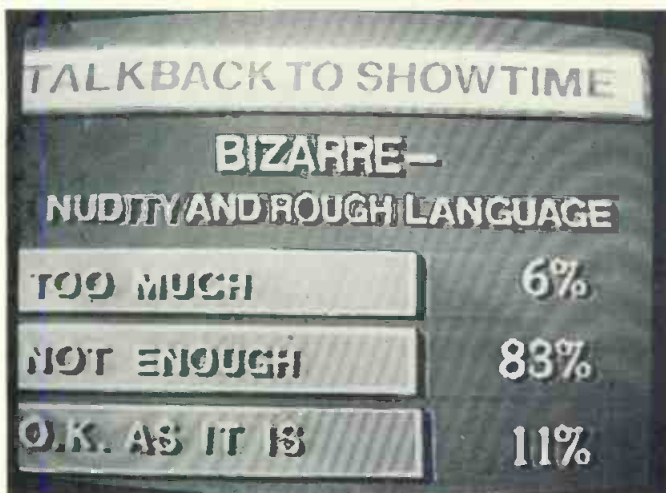 TALKBACK TO SHOWTIME
BIZARRE—
NUDITY AND ROUGH LANGUAGE
TOO MUCH 6%
NOT ENOUGH 83%
O.K. AS IT IS 11%